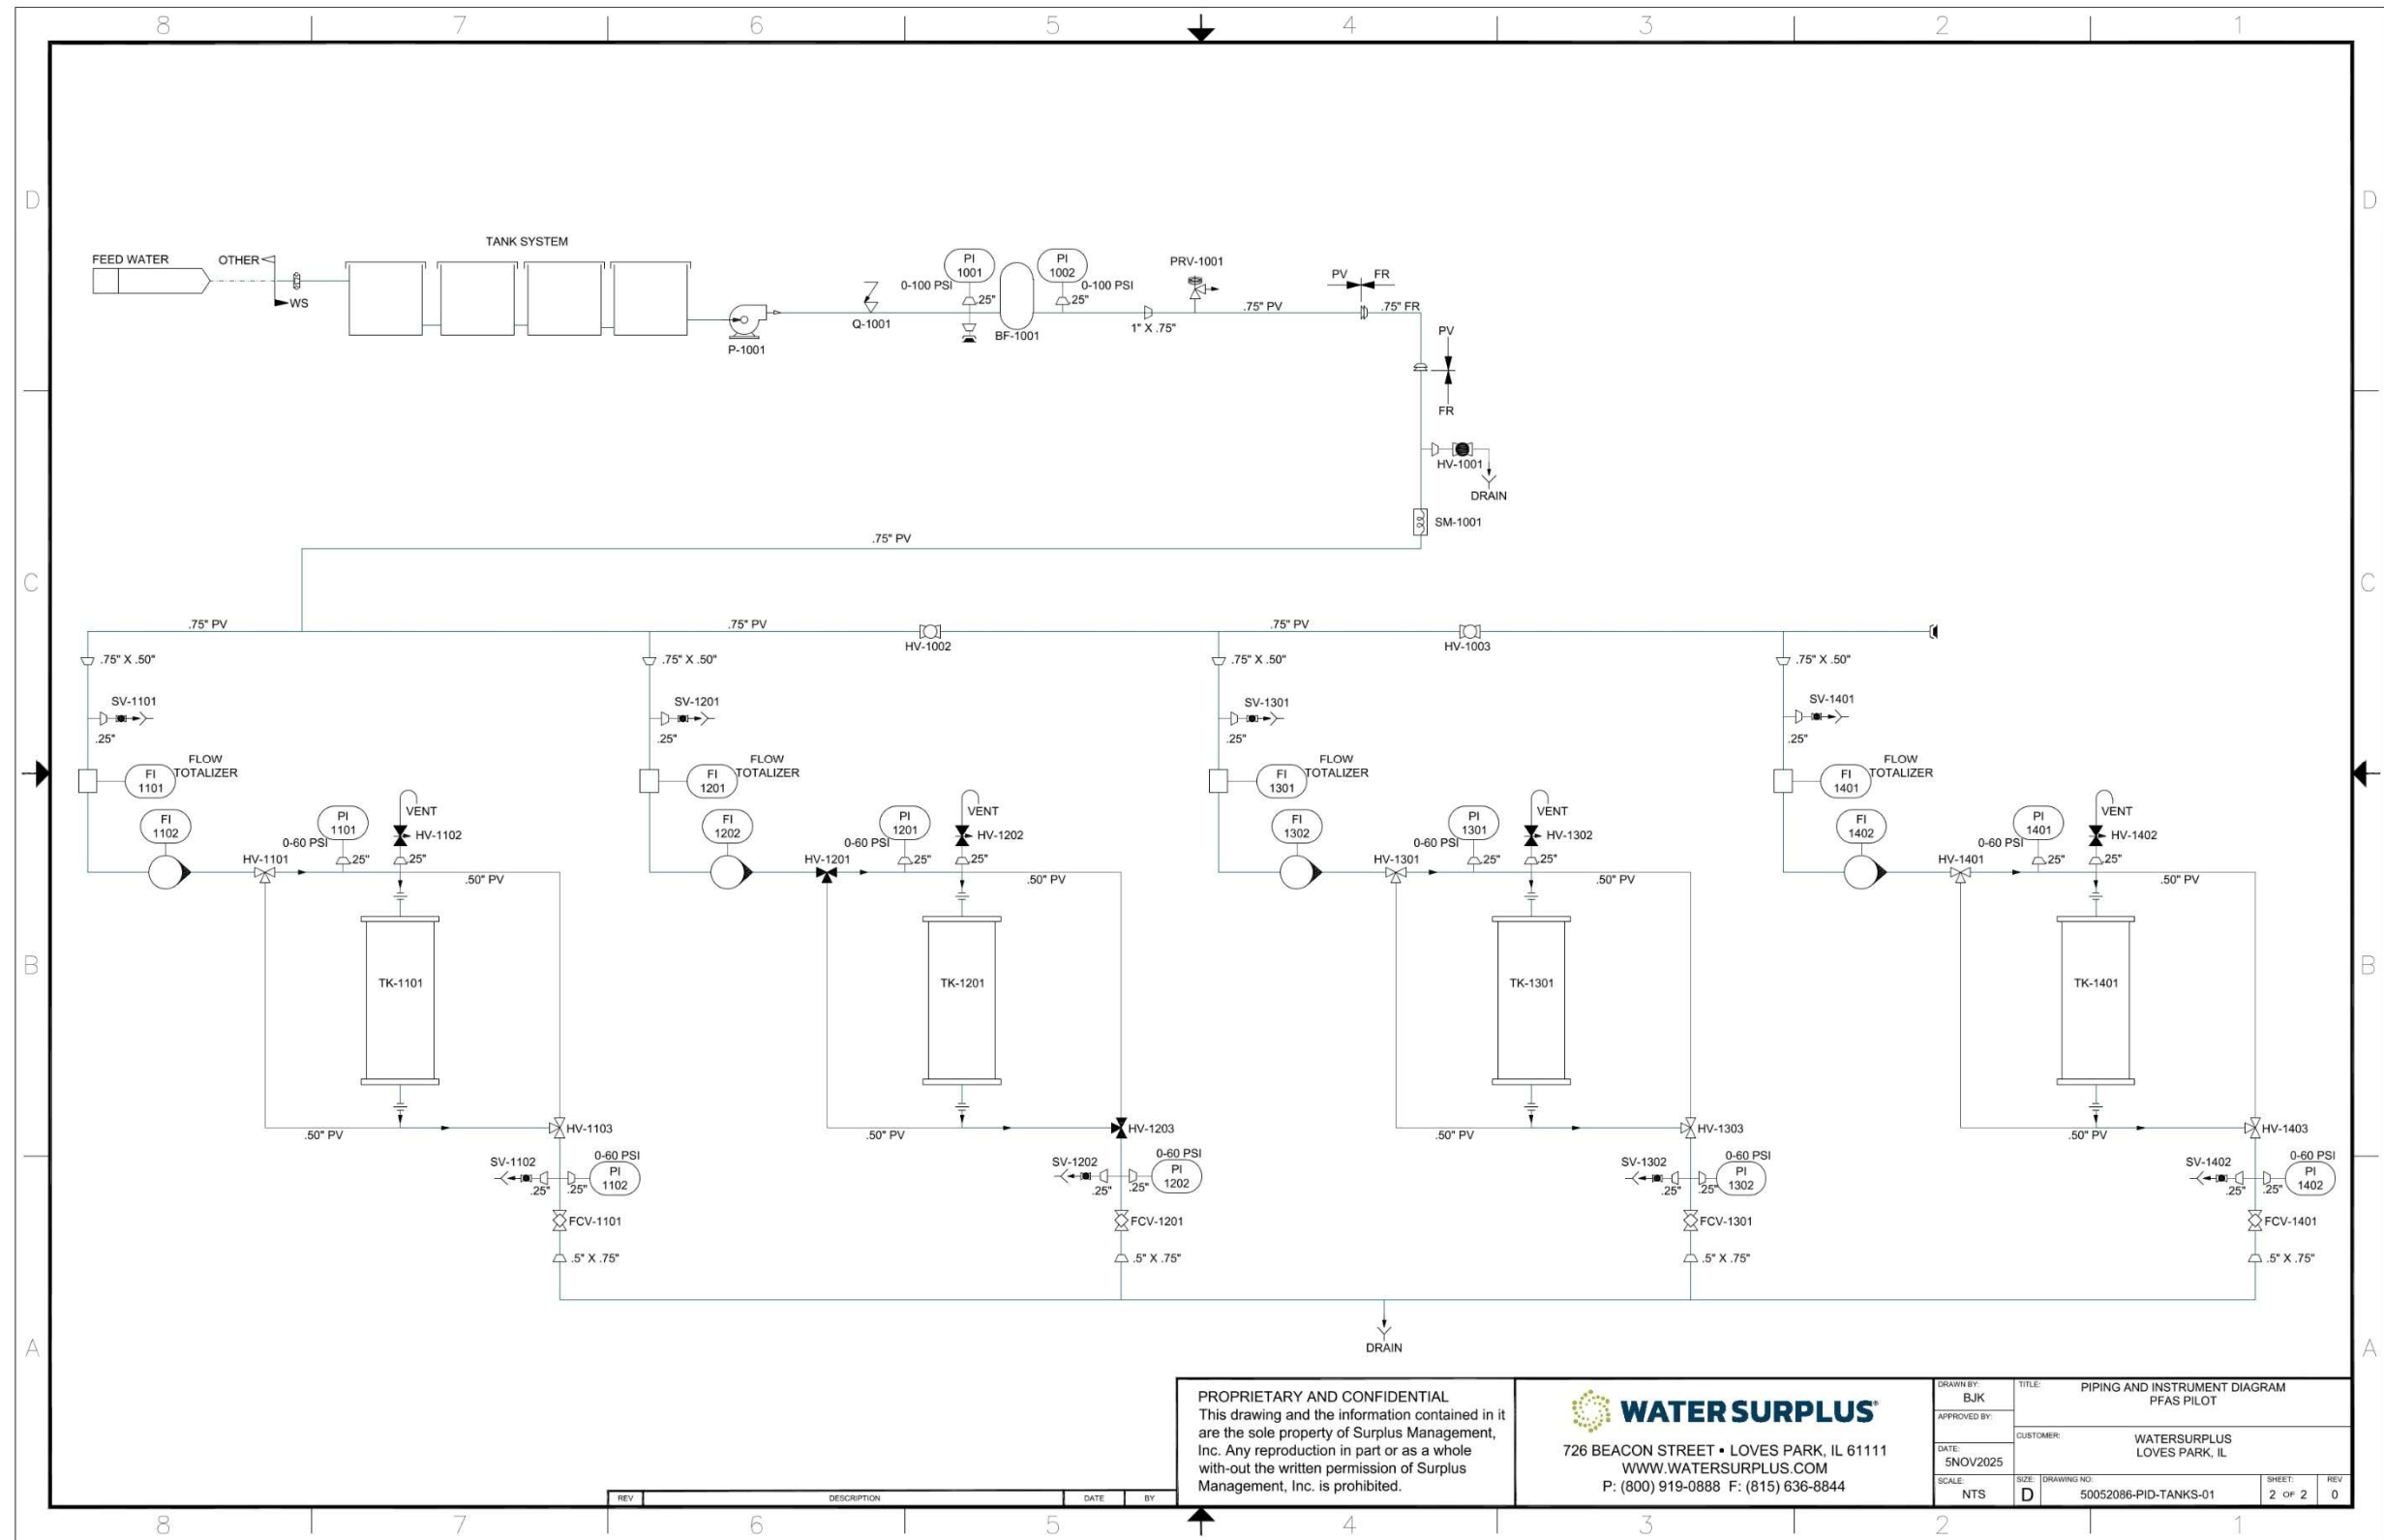 8 7 6 5 4 3 2 1
D D
TANK SYSTEM
FEED WATER
OTHER
WS
P-1001
Q-1001
PI
1001
0-100 PSI
.25"
BF-1001
PI
1002
0-100 PSI
.25"
1" X .75"
PRV-1001
.75" PV
PV FR
.75" FR
PV
FR
HV-1001
DRAIN
SM-1001
.75" PV
C C
.75" PV
.75" PV
HV-1002
.75" PV
HV-1003
.75" X .50"
SV-1101
.25"
FLOW
TOTALIZER
FI
1101
FI
1102
HV-1101
0-60 PSI
PI
1101
.25"
VENT
HV-1102
.25"
.50" PV
TK-1101
.50" PV
HV-1103
SV-1102
.25"
.25"
0-60 PSI
PI
1102
FCV-1101
.5" X .75"
.75" X .50"
SV-1201
.25"
FLOW
TOTALIZER
FI
1201
FI
1202
HV-1201
0-60 PSI
PI
1201
.25"
VENT
HV-1202
.25"
.50" PV
TK-1201
.50" PV
HV-1203
SV-1202
.25"
.25"
0-60 PSI
PI
1202
FCV-1201
.5" X .75"
.75" X .50"
SV-1301
.25"
FLOW
TOTALIZER
FI
1301
FI
1302
HV-1301
0-60 PSI
PI
1301
.25"
VENT
HV-1302
.25"
.50" PV
TK-1301
.50" PV
HV-1303
SV-1302
.25"
.25"
0-60 PSI
PI
1302
FCV-1301
.5" X .75"
.75" X .50"
SV-1401
.25"
FLOW
TOTALIZER
FI
1401
FI
1402
HV-1401
0-60 PSI
PI
1401
.25"
VENT
HV-1402
.25"
.50" PV
TK-1401
.50" PV
HV-1403
SV-1402
.25"
.25"
0-60 PSI
PI
1402
FCV-1401
.5" X .75"
B B
DRAIN
A A
REV DESCRIPTION DATE BY
PROPRIETARY AND CONFIDENTIAL
This drawing and the information contained in it
are the sole property of Surplus Management,
Inc. Any reproduction in part or as a whole
with-out the written permission of Surplus
Management, Inc. is prohibited.
WATER SURPLUS®
726 BEACON STREET • LOVES PARK, IL 61111
WWW.WATERSURPLUS.COM
P: (800) 919-0888 F: (815) 636-8844
DRAWN BY:
BJK
APPROVED BY:
DATE:
5NOV2025
SCALE:
NTS
TITLE:
PIPING AND INSTRUMENT DIAGRAM
PFAS PILOT
CUSTOMER:
WATERSURPLUS
LOVES PARK, IL
SIZE:
D
DRAWING NO:
50052086-PID-TANKS-01
SHEET:
2 OF 2
REV
0
8 7 6 5 4 3 2 1